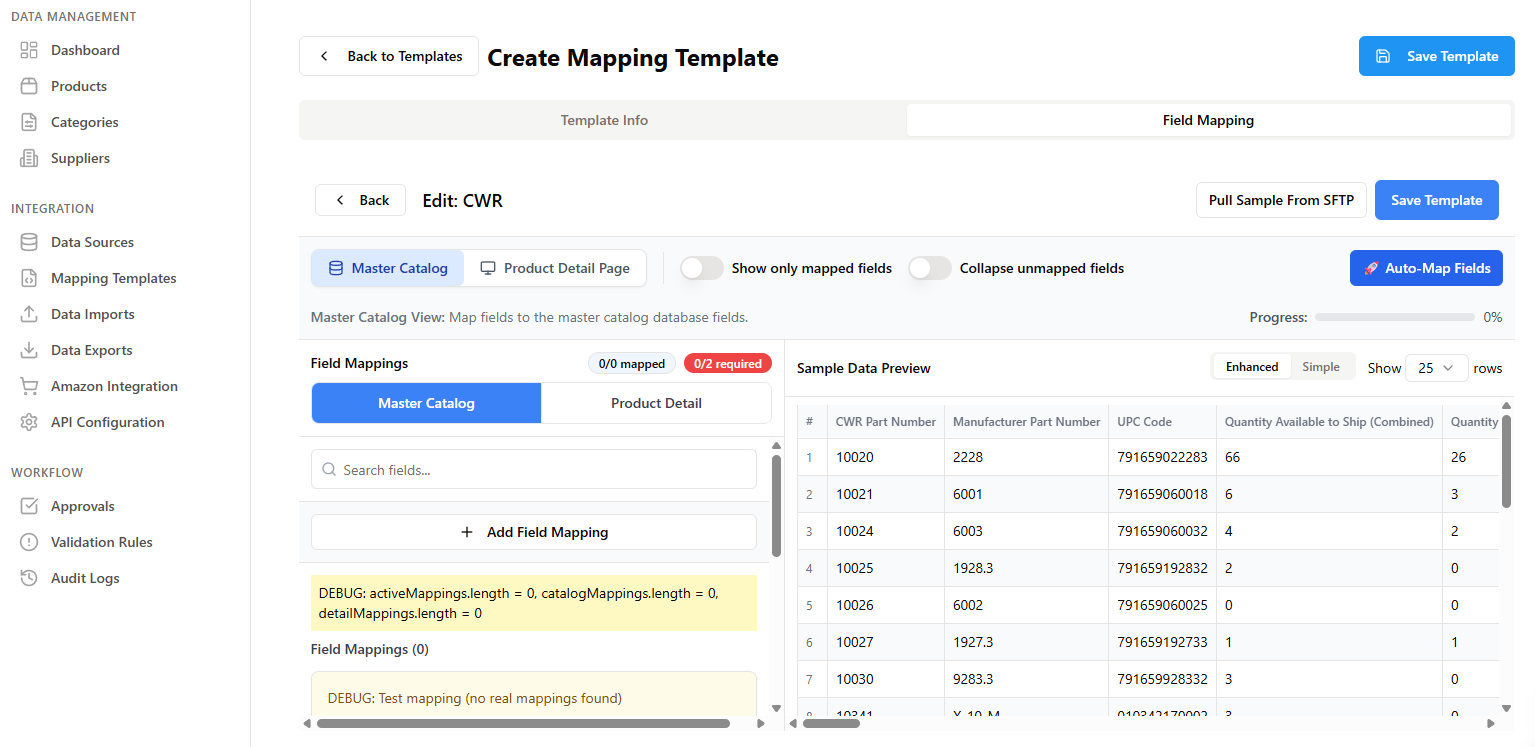 DATA MANAGEMENT
Dashboard
Products
Categories
Suppliers
INTEGRATION
Data Sources
Mapping Templates
Data Imports
Data Exports
Amazon Integration
API Configuration
WORKFLOW
Approvals
Validation Rules
Audit Logs
Back to Templates
Create Mapping Template
Save Template
Template Info
Field Mapping
Back
Edit: CWR
Pull Sample From SFTP
Save Template
Master Catalog
Product Detail Page
Show only mapped fields
Collapse unmapped fields
🚀 Auto-Map Fields
Master Catalog View: Map fields to the master catalog database fields.
Progress: 0%
Field Mappings
0/0 mapped
0/2 required
Master Catalog
Product Detail
Search fields...
+ Add Field Mapping
DEBUG: activeMappings.length = 0, catalogMappings.length = 0,
detailMappings.length = 0
Field Mappings (0)
DEBUG: Test mapping (no real mappings found)
Sample Data Preview
Enhanced
Simple
Show 25 rows
# CWR Part Number Manufacturer Part Number UPC Code Quantity Available to Ship (Combined) Quantity
1 10020 2228 791659022283 66 26
2 10021 6001 791659060018 6 3
3 10024 6003 791659060032 4 2
4 10025 1928.3 791659192832 2 0
5 10026 6002 791659060025 0 0
6 10027 1927.3 791659192733 1 1
7 10030 9283.3 791659928332 3 0
8 10341 X-10-M 010342170002 3 0